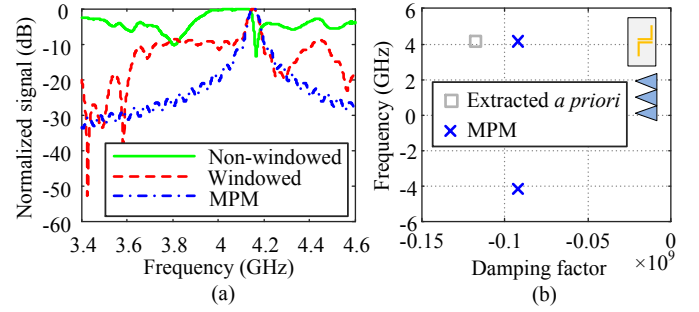 Normalized signal (dB)
0
-10
-20
-30
-40
-50
-60
Non-windowed
Windowed
MPM
3.4 3.6 3.8 4 4.2 4.4 4.6
Frequency (GHz)
(a)
Frequency (GHz)
6
4
2
0
-2
-4
-6
Extracted a priori
MPM
-0.15 -0.1 -0.05 0
×10⁹
Damping factor
(b)